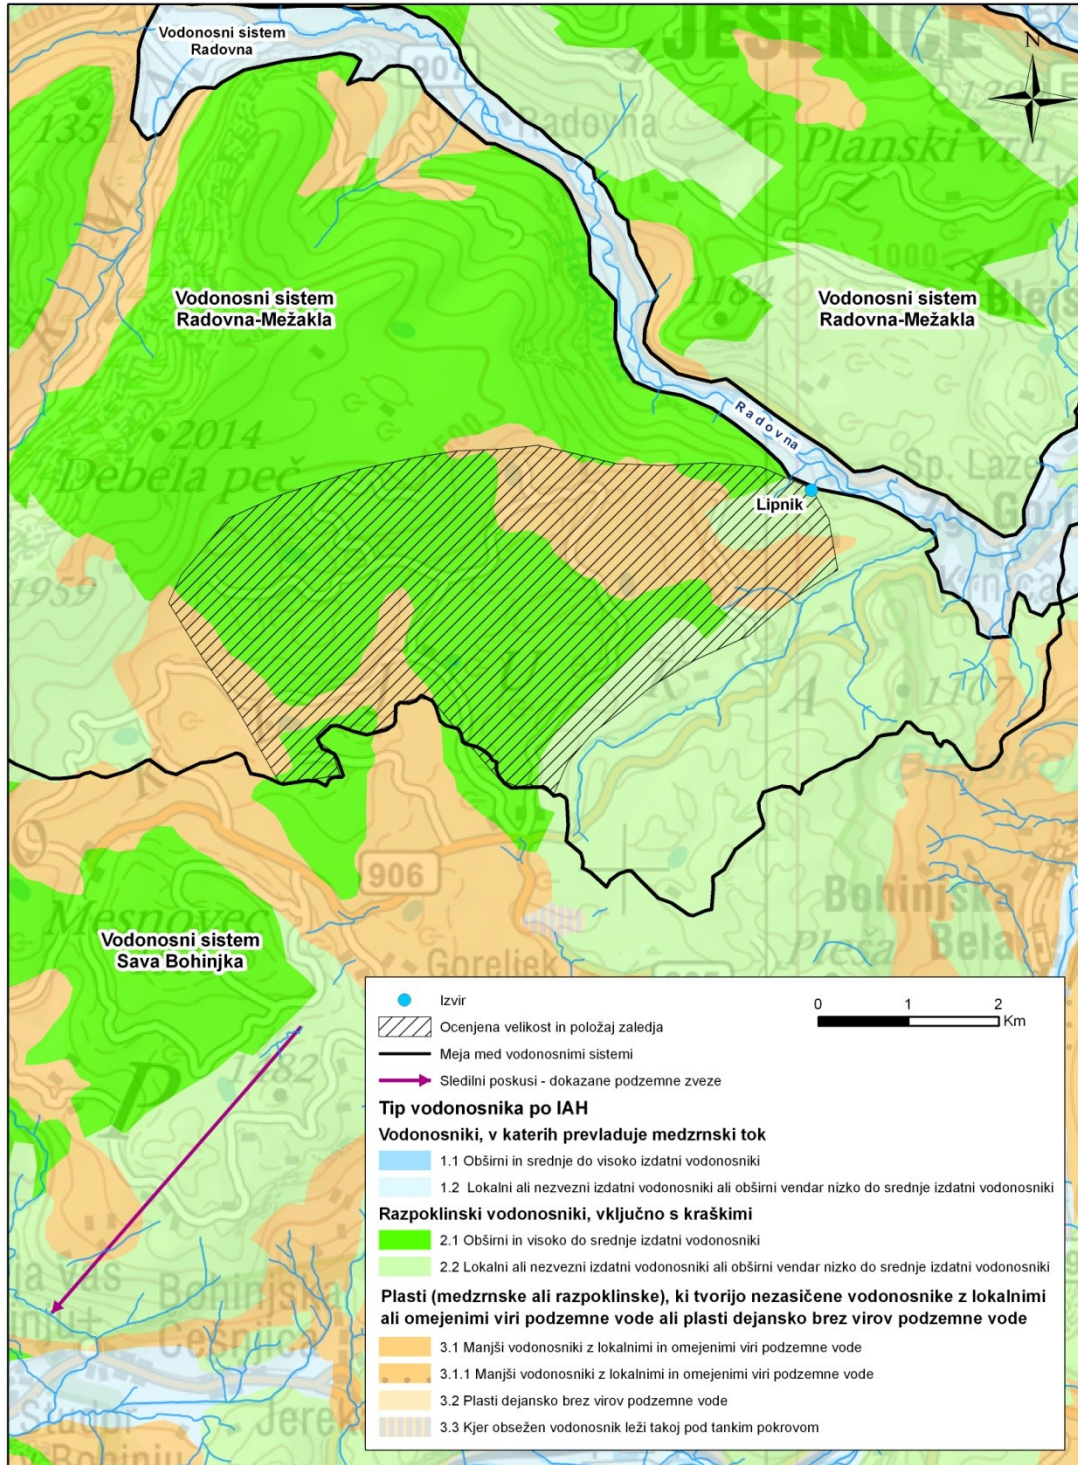 Vodonosni sistem
Radovna
907
JESENICE
N
1351
Radovna
Planski vrh
1000
1184
Vodonosni sistem
Radovna-Mežakla
Vodonosni sistem
Radovna-Mežakla
2014
Debela peč
Radovna
Sp. Laze
Lipnik
Krnica
1959
1107
906
Mesnovec
Vodonosni sistem
Sava Bohinjka
Goreljek
Bohinjska
Bela
Pleša
1482
P
Bohinjska
Češnjica
Studor
Izvir
Ocenjena velikost in položaj zaledja
Meja med vodonosnimi sistemi
Sledilni poskusi - dokazane podzemne zveze
0 1 2
Km
Tip vodonosnika po IAH
Vodonosniki, v katerih prevladuje medzrnski tok
1.1 Obširni in srednje do visoko izdatni vodonosniki
1.2 Lokalni ali nezvezni izdatni vodonosniki ali obširni vendar nizko do srednje izdatni vodonosniki
Razpoklinski vodonosniki, vključno s kraškimi
2.1 Obširni in visoko do srednje izdatni vodonosniki
2.2 Lokalni ali nezvezni izdatni vodonosniki ali obširni vendar nizko do srednje izdatni vodonosniki
Plasti (medzrnske ali razpoklinske), ki tvorijo nezasičene vodonosnike z lokalnimi
ali omejenimi viri podzemne vode ali plasti dejansko brez virov podzemne vode
3.1 Manjši vodonosniki z lokalnimi in omejenimi viri podzemne vode
3.1.1 Manjši vodonosniki z lokalnimi in omejenimi viri podzemne vode
3.2 Plasti dejansko brez virov podzemne vode
3.3 Kjer obsežen vodonosnik leži takoj pod tankim pokrovom